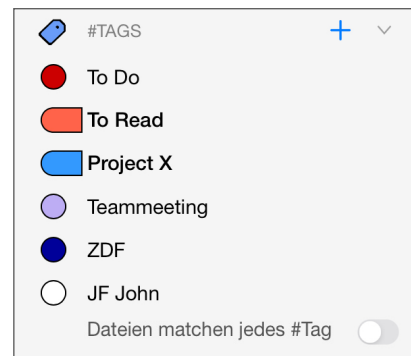 #TAGS
To Do
To Read
Project X
Teammeeting
ZDF
JF John
Dateien matchen jedes #Tag